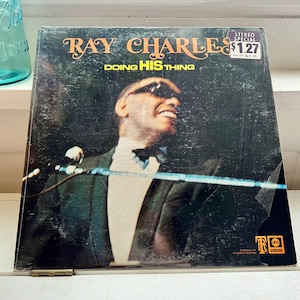 RAY CHARLES
DOING HIS THING
STEREO
SPECIAL
$1.27